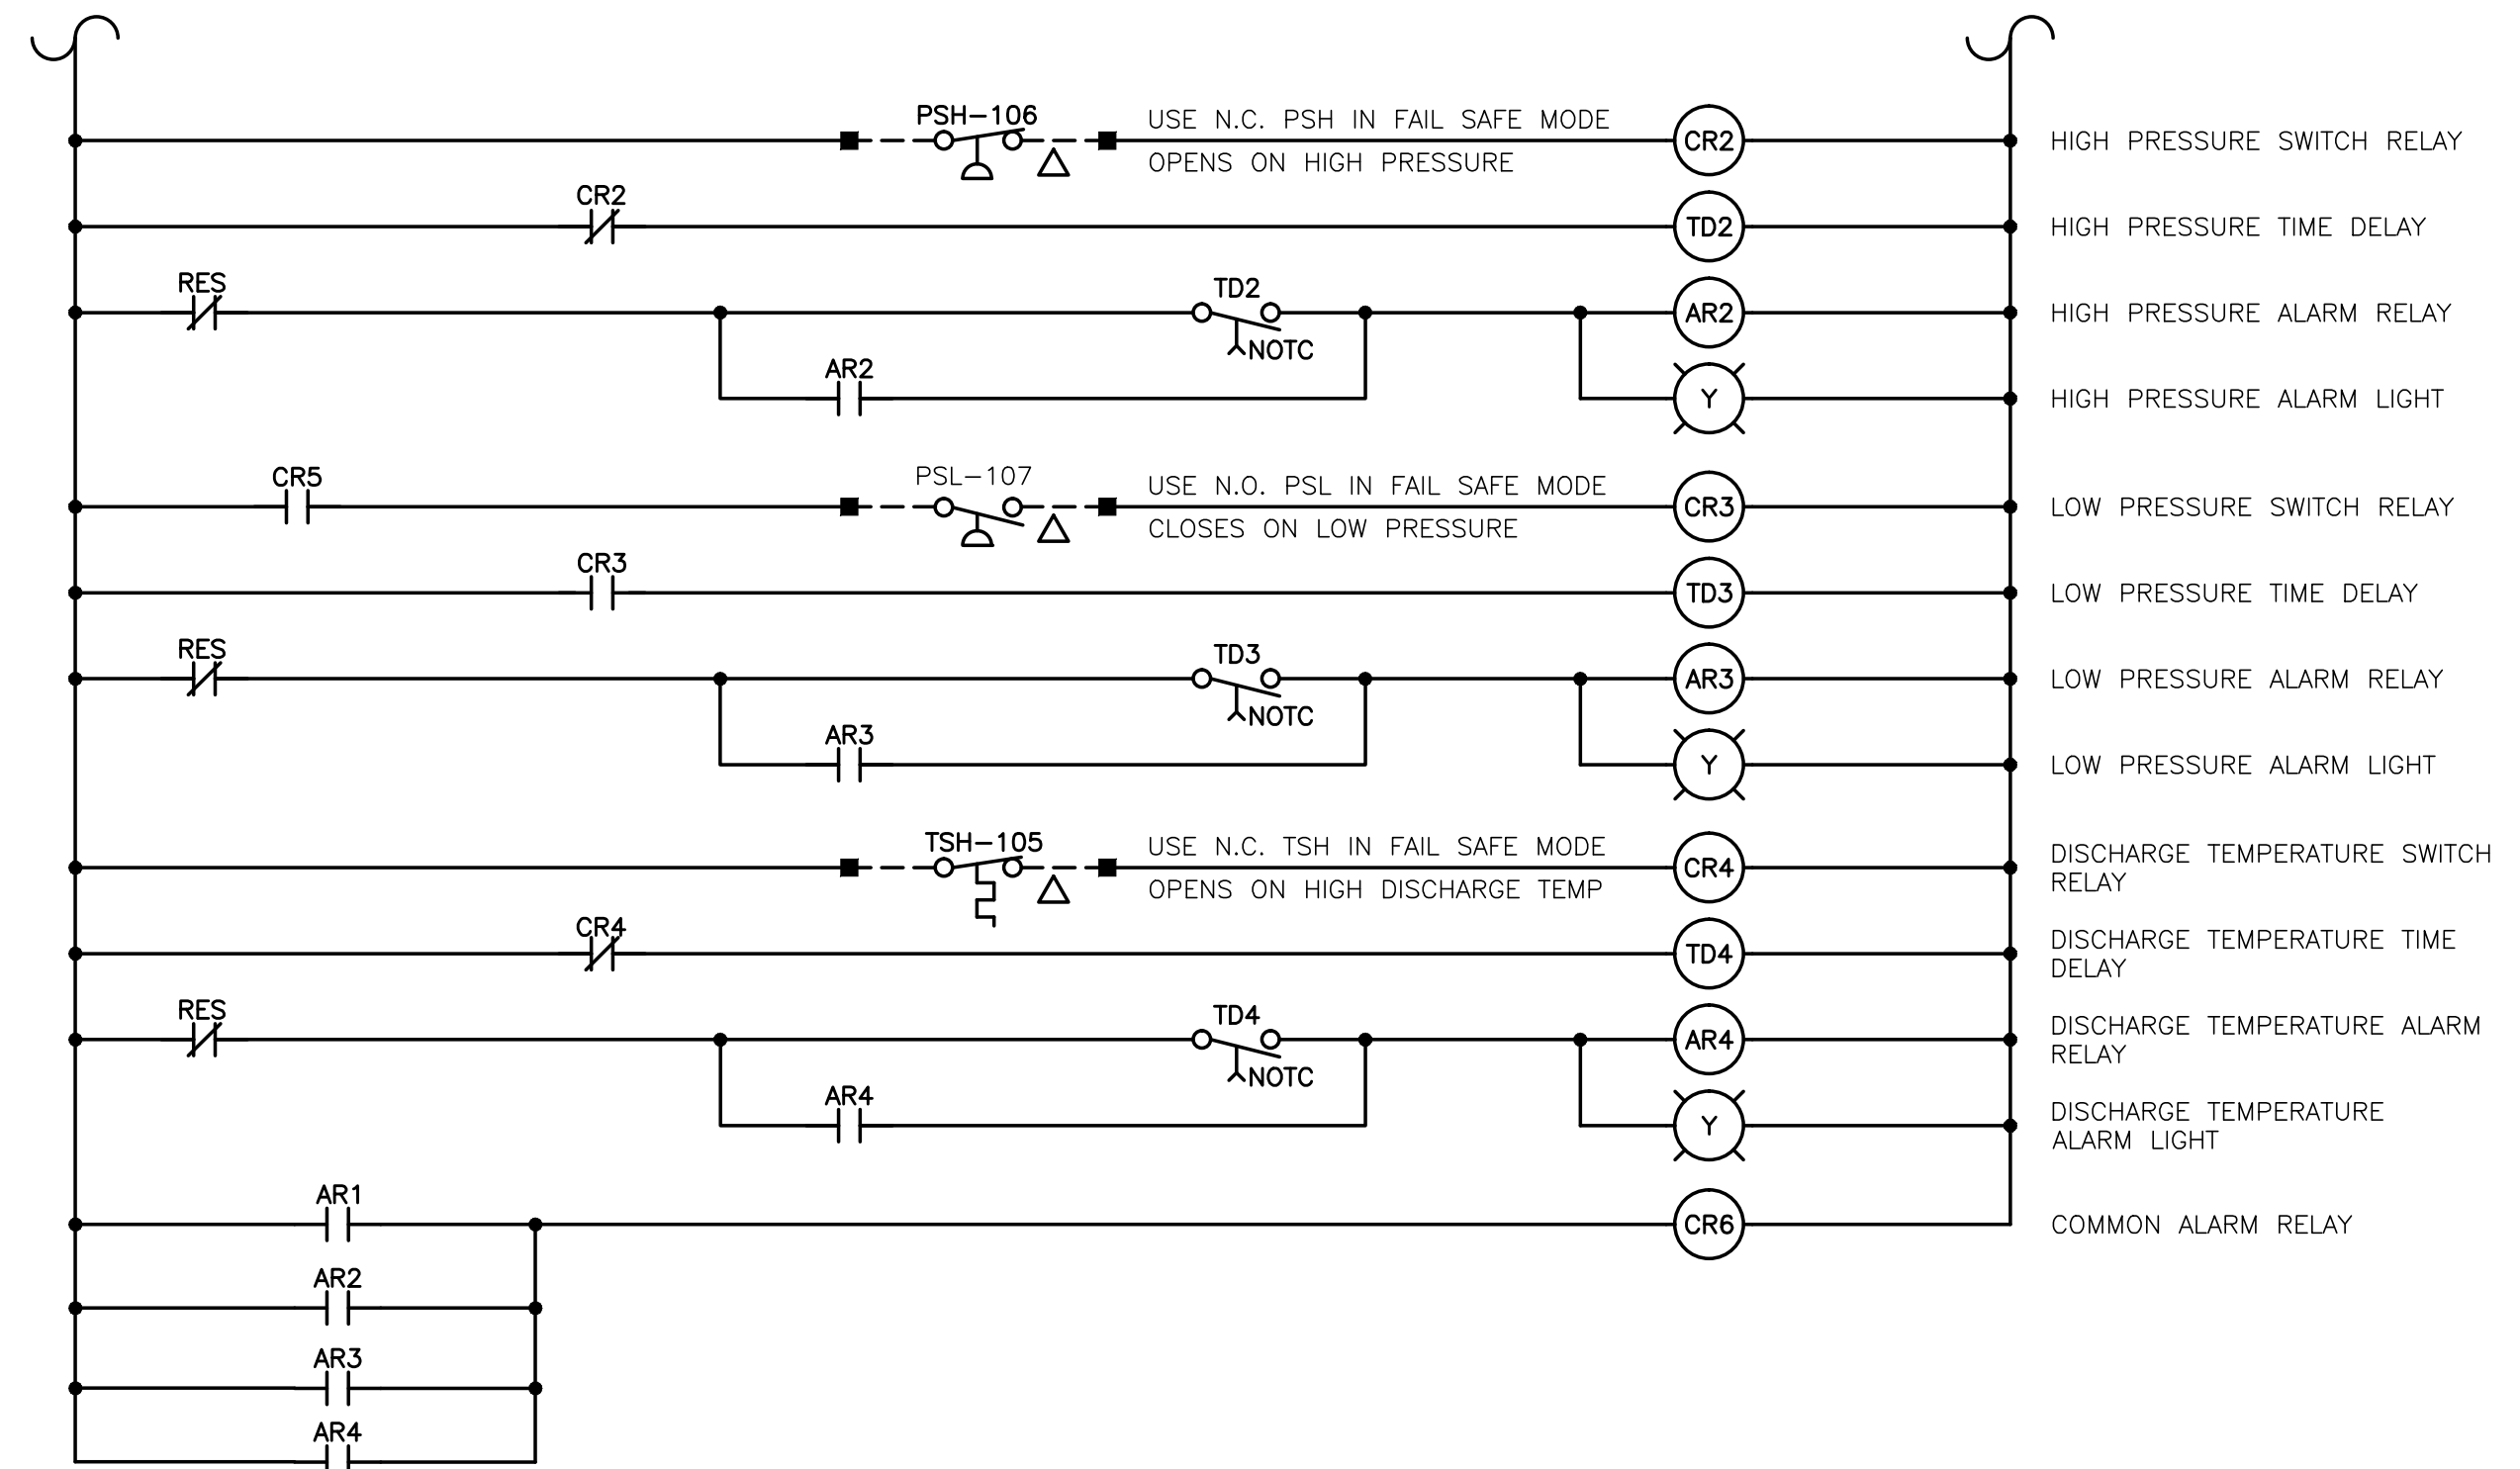 PSH-106
USE N.C. PSH IN FAIL SAFE MODE
OPENS ON HIGH PRESSURE
CR2
HIGH PRESSURE SWITCH RELAY
CR2
TD2
HIGH PRESSURE TIME DELAY
RES
TD2
NOTC
AR2
HIGH PRESSURE ALARM RELAY
AR2
Y
HIGH PRESSURE ALARM LIGHT
CR5
PSL-107
USE N.O. PSL IN FAIL SAFE MODE
CLOSES ON LOW PRESSURE
CR3
LOW PRESSURE SWITCH RELAY
CR3
TD3
LOW PRESSURE TIME DELAY
RES
TD3
NOTC
AR3
LOW PRESSURE ALARM RELAY
AR3
Y
LOW PRESSURE ALARM LIGHT
TSH-105
USE N.C. TSH IN FAIL SAFE MODE
OPENS ON HIGH DISCHARGE TEMP
CR4
DISCHARGE TEMPERATURE SWITCH
RELAY
CR4
TD4
DISCHARGE TEMPERATURE TIME
DELAY
RES
TD4
NOTC
AR4
DISCHARGE TEMPERATURE ALARM
RELAY
AR4
Y
DISCHARGE TEMPERATURE
ALARM LIGHT
AR1
CR6
COMMON ALARM RELAY
AR2
AR3
AR4